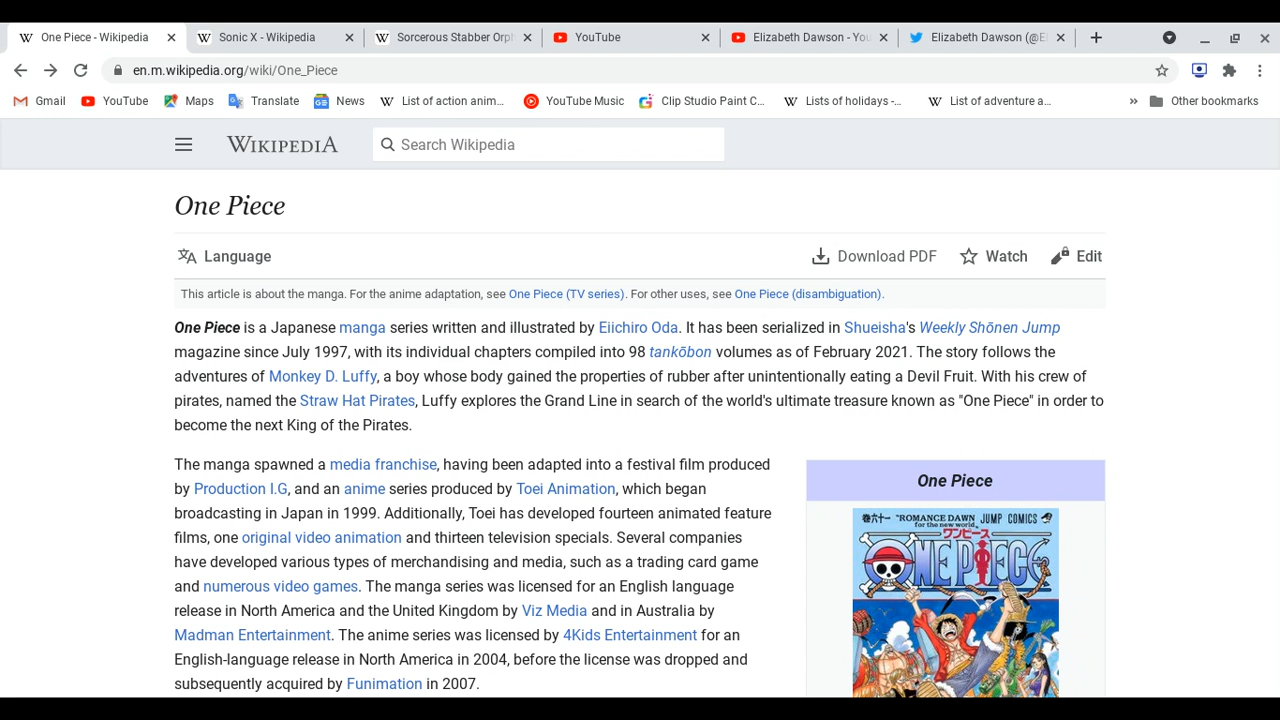 One Piece - Wikipedia
Sonic X - Wikipedia
Sorcerous Stabber Orph
YouTube
Elizabeth Dawson - You
Elizabeth Dawson (@E
en.m.wikipedia.org/wiki/One_Piece
Gmail
YouTube
Maps
Translate
News
List of action anim...
YouTube Music
Clip Studio Paint C...
Lists of holidays -...
List of adventure a...
»
Other bookmarks
WIKIPEDIA
Search Wikipedia
One Piece
Language
Download PDF
Watch
Edit
This article is about the manga. For the anime adaptation, see One Piece (TV series). For other uses, see One Piece (disambiguation).
One Piece is a Japanese manga series written and illustrated by Eiichiro Oda. It has been serialized in Shueisha's Weekly Shōnen Jump
magazine since July 1997, with its individual chapters compiled into 98 tankōbon volumes as of February 2021. The story follows the
adventures of Monkey D. Luffy, a boy whose body gained the properties of rubber after unintentionally eating a Devil Fruit. With his crew of
pirates, named the Straw Hat Pirates, Luffy explores the Grand Line in search of the world's ultimate treasure known as "One Piece" in order to
become the next King of the Pirates.
The manga spawned a media franchise, having been adapted into a festival film produced
by Production I.G, and an anime series produced by Toei Animation, which began
broadcasting in Japan in 1999. Additionally, Toei has developed fourteen animated feature
films, one original video animation and thirteen television specials. Several companies
have developed various types of merchandising and media, such as a trading card game
and numerous video games. The manga series was licensed for an English language
release in North America and the United Kingdom by Viz Media and in Australia by
Madman Entertainment. The anime series was licensed by 4Kids Entertainment for an
English-language release in North America in 2004, before the license was dropped and
subsequently acquired by Funimation in 2007.
One Piece
巻六十一 "ROMANCE DAWN JUMP COMICS
for the new world"
ワンピース
ONE PIECE